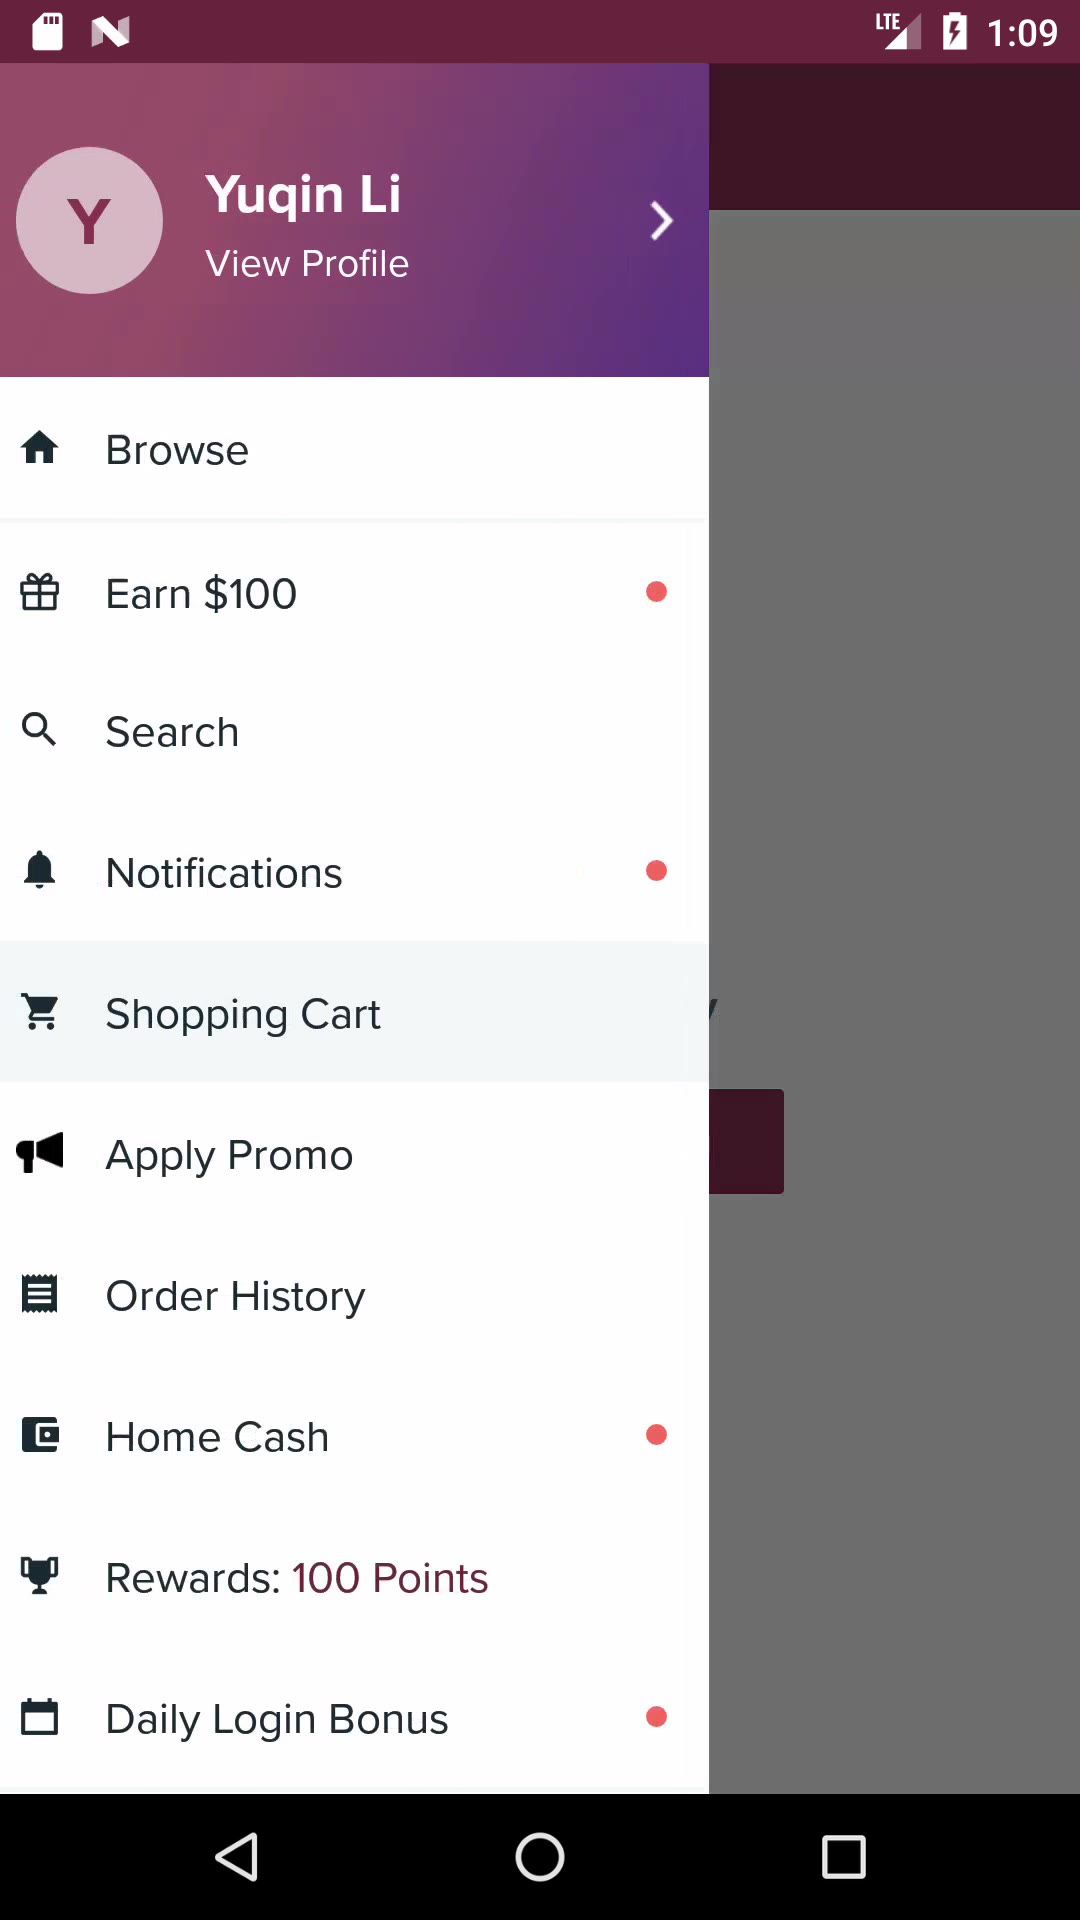 LTE 1:09
Y
Yuqin Li
View Profile
Browse
Earn $100
Search
Notifications
Shopping Cart
Apply Promo
Order History
Home Cash
Rewards: 100 Points
Daily Login Bonus